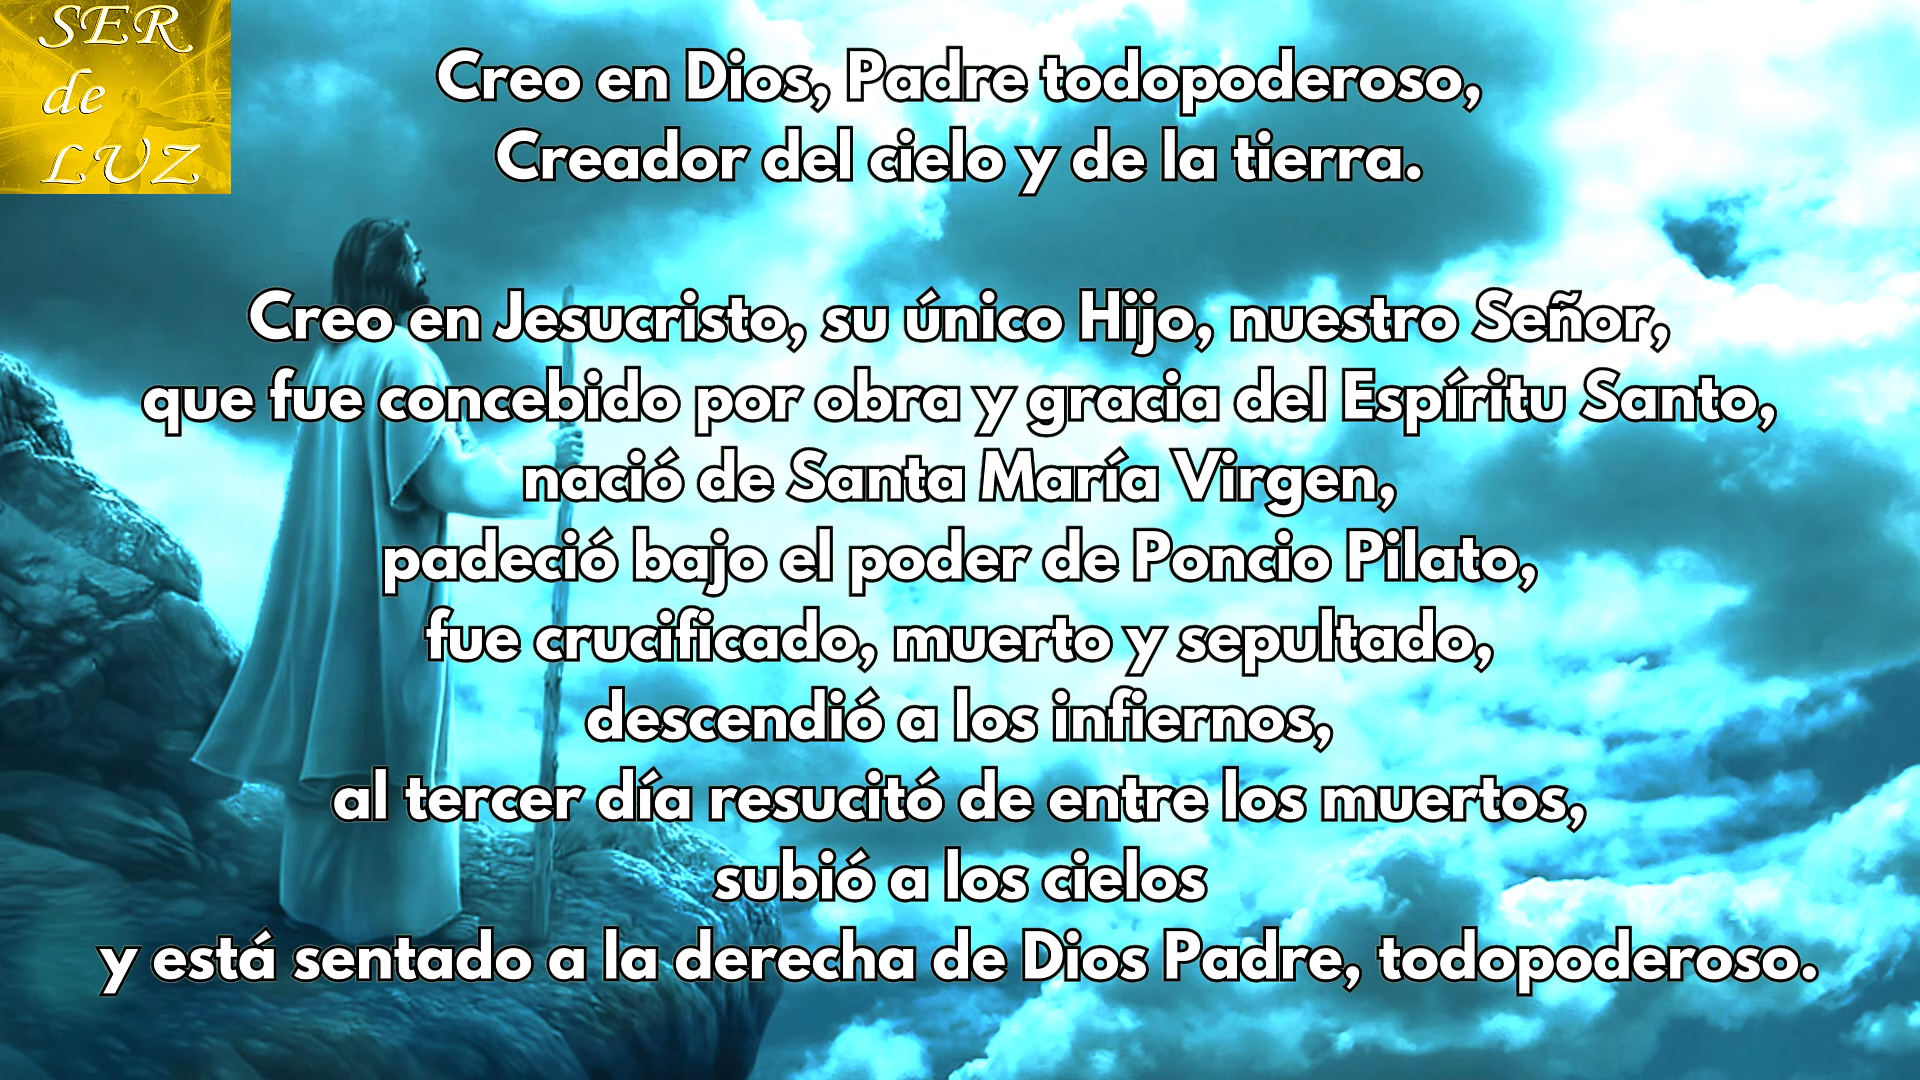 SER
de
LUZ
Creo en Dios, Padre todopoderoso,
Creador del cielo y de la tierra.
Creo en Jesucristo, su único Hijo, nuestro Señor,
que fue concebido por obra y gracia del Espíritu Santo,
nació de Santa María Virgen,
padeció bajo el poder de Poncio Pilato,
fue crucificado, muerto y sepultado,
descendió a los infiernos,
al tercer día resucitó de entre los muertos,
subió a los cielos
y está sentado a la derecha de Dios Padre, todopoderoso.